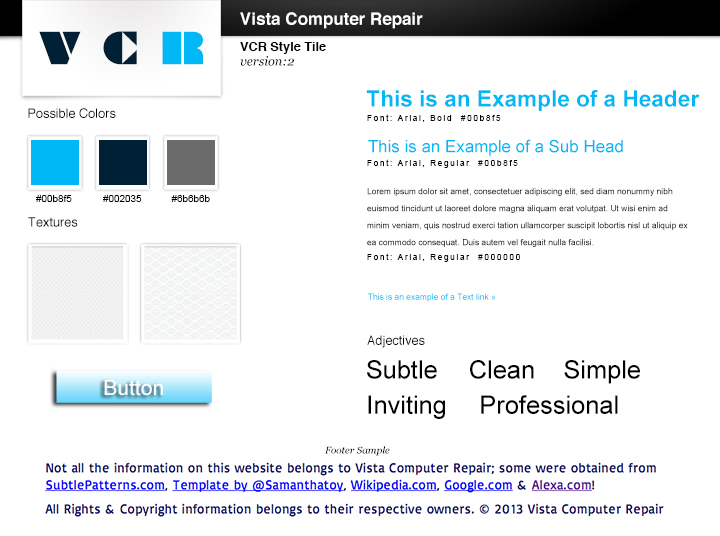 Vista Computer Repair
VCR
VCR Style Tile
version:2
Possible Colors
#00b8f5 #002035 #6b6b6b
Textures
Button
This is an Example of a Header
Font: Arial, Bold #00b8f5
This is an Example of a Sub Head
Font: Arial, Regular #00b8f5
Lorem ipsum dolor sit amet, consectetuer adipiscing elit, sed diam nonummy nibh
euismod tincidunt ut laoreet dolore magna aliquam erat volutpat. Ut wisi enim ad
minim veniam, quis nostrud exerci tation ullamcorper suscipit lobortis nisl ut aliquip ex
ea commodo consequat. Duis autem vel feugait nulla facilisi.
Font: Arial, Regular #000000
This is an example of a Text link »
Adjectives
Subtle Clean Simple
Inviting Professional
Footer Sample
Not all the information on this website belongs to Vista Computer Repair; some were obtained from
SubtlePatterns.com, Template by @Samanthatoy, Wikipedia.com, Google.com & Alexa.com!
All Rights & Copyright information belongs to their respective owners. © 2013 Vista Computer Repair